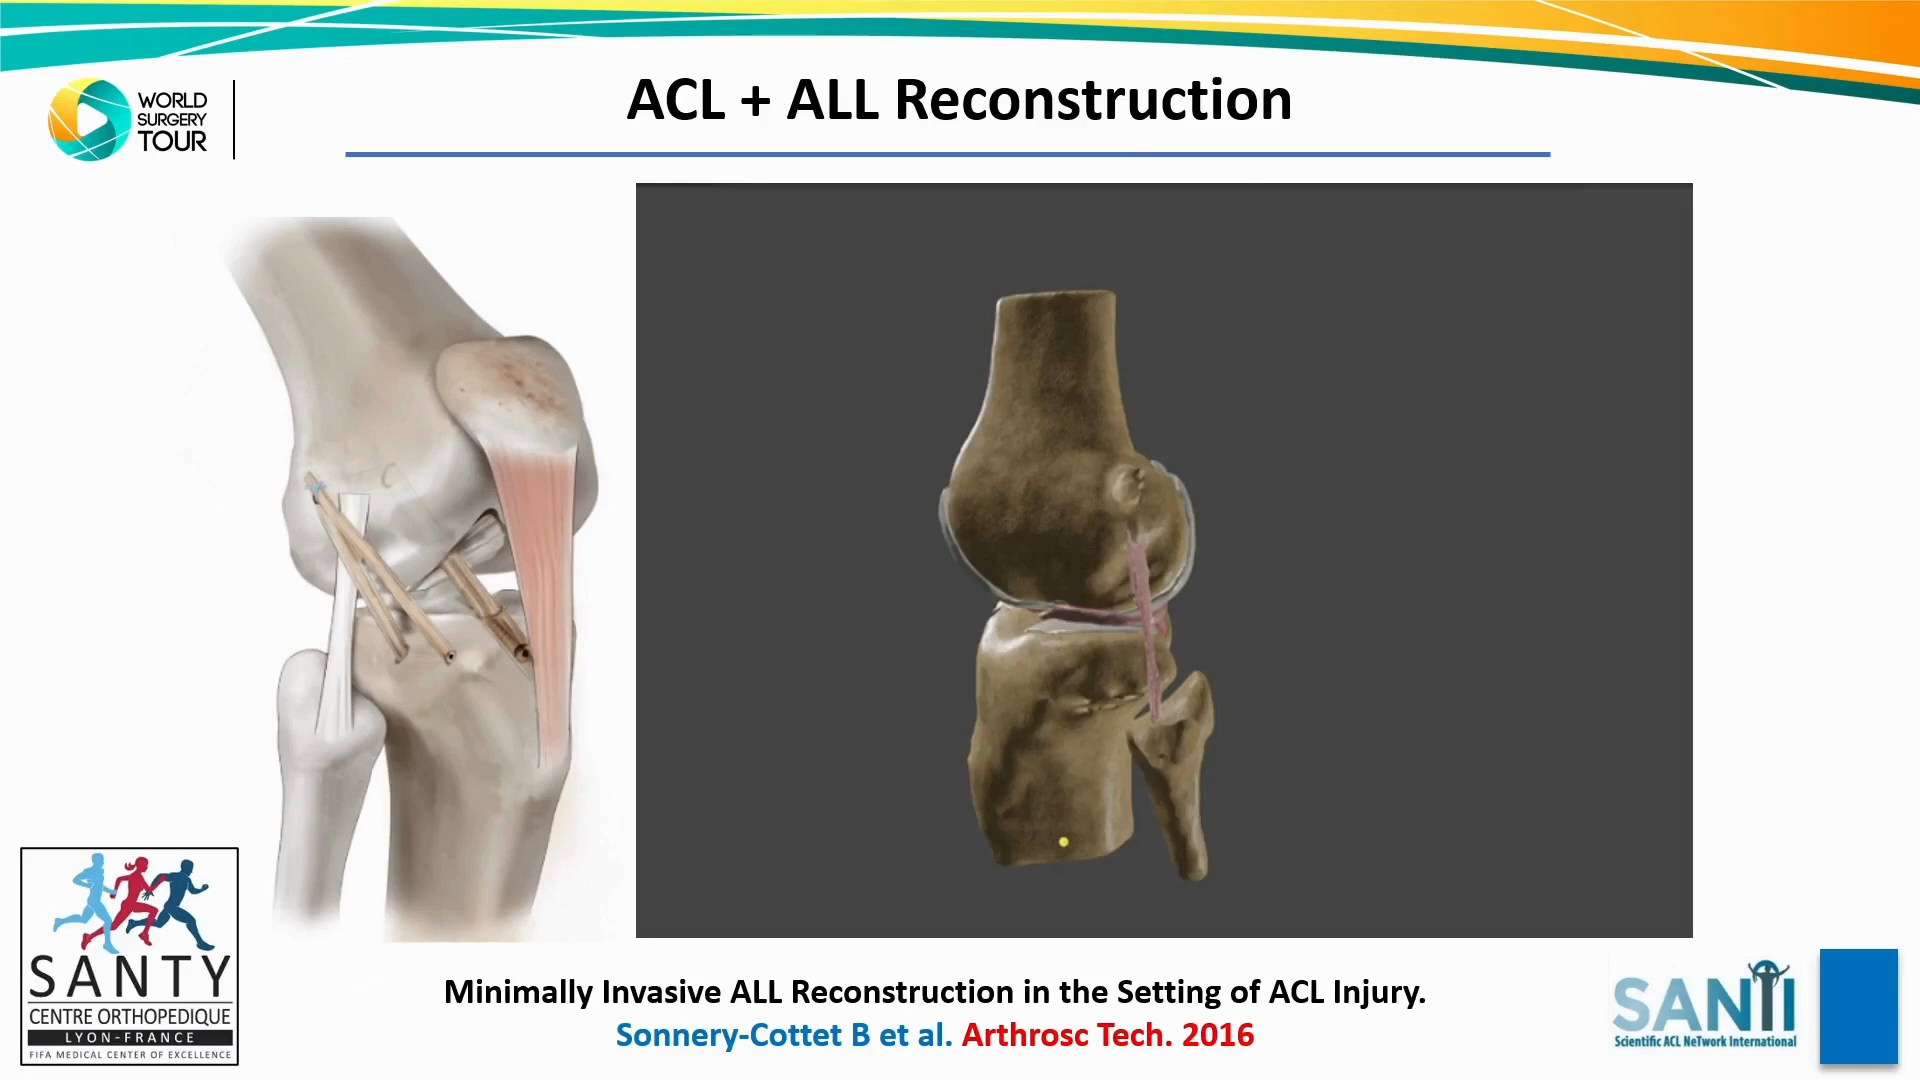 WORLD
SURGERY
TOUR
ACL + ALL Reconstruction
SANTY
CENTRE ORTHOPEDIQUE
LYON-FRANCE
FIFA MEDICAL CENTER OF EXCELLENCE
Minimally Invasive ALL Reconstruction in the Setting of ACL Injury.
Sonnery-Cottet B et al. Arthrosc Tech. 2016
SANTI
Scientific ACL NeTwork International